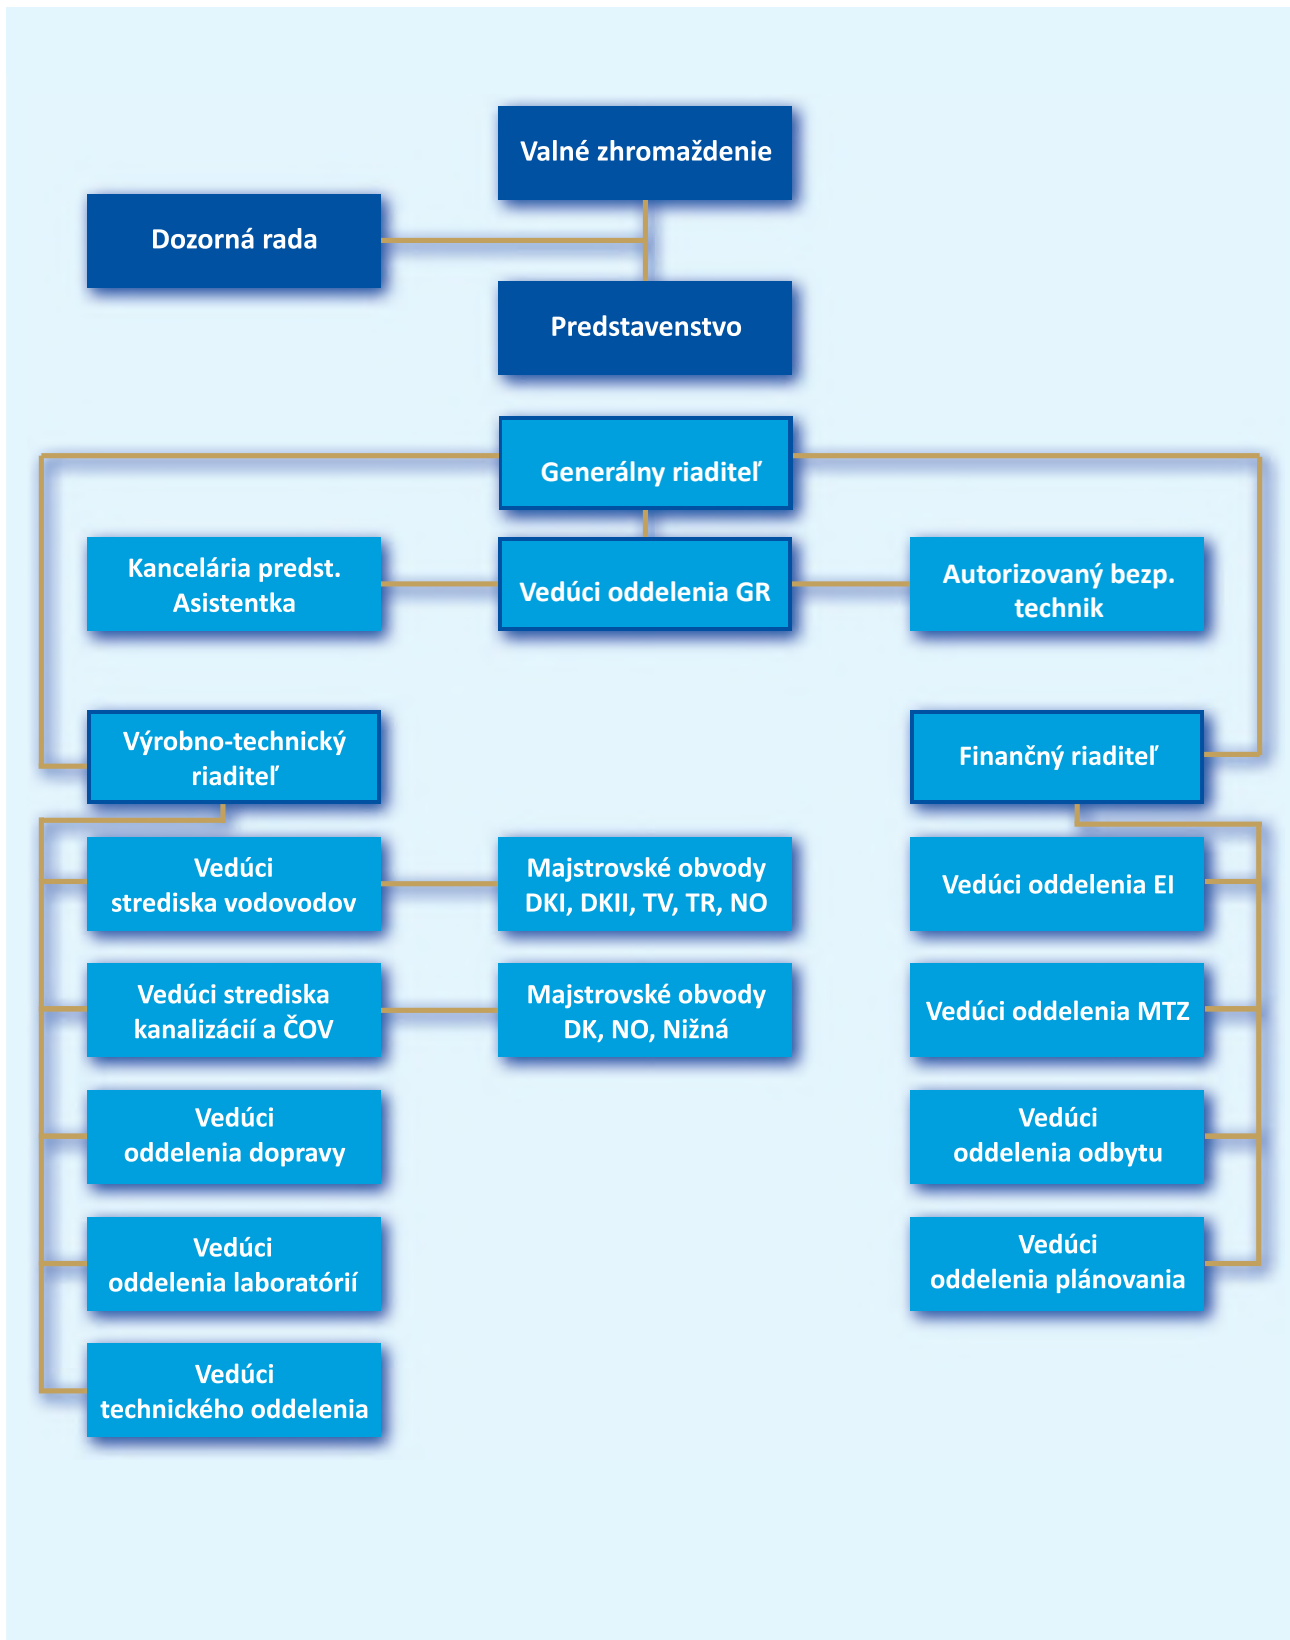 Valné zhromaždenie
Dozorná rada
Predstavenstvo
Generálny riaditeľ
Kancelária predst.
Asistentka
Vedúci oddelenia GR
Autorizovaný bezp.
technik
Výrobno-technický
riaditeľ
Finančný riaditeľ
Vedúci
strediska vodovodov
Majstrovské obvody
DKI, DKII, TV, TR, NO
Vedúci oddelenia EI
Vedúci strediska
kanalizácií a ČOV
Majstrovské obvody
DK, NO, Nižná
Vedúci oddelenia MTZ
Vedúci
oddelenia dopravy
Vedúci
oddelenia odbytu
Vedúci
oddelenia laboratórií
Vedúci
oddelenia plánovania
Vedúci
technického oddelenia